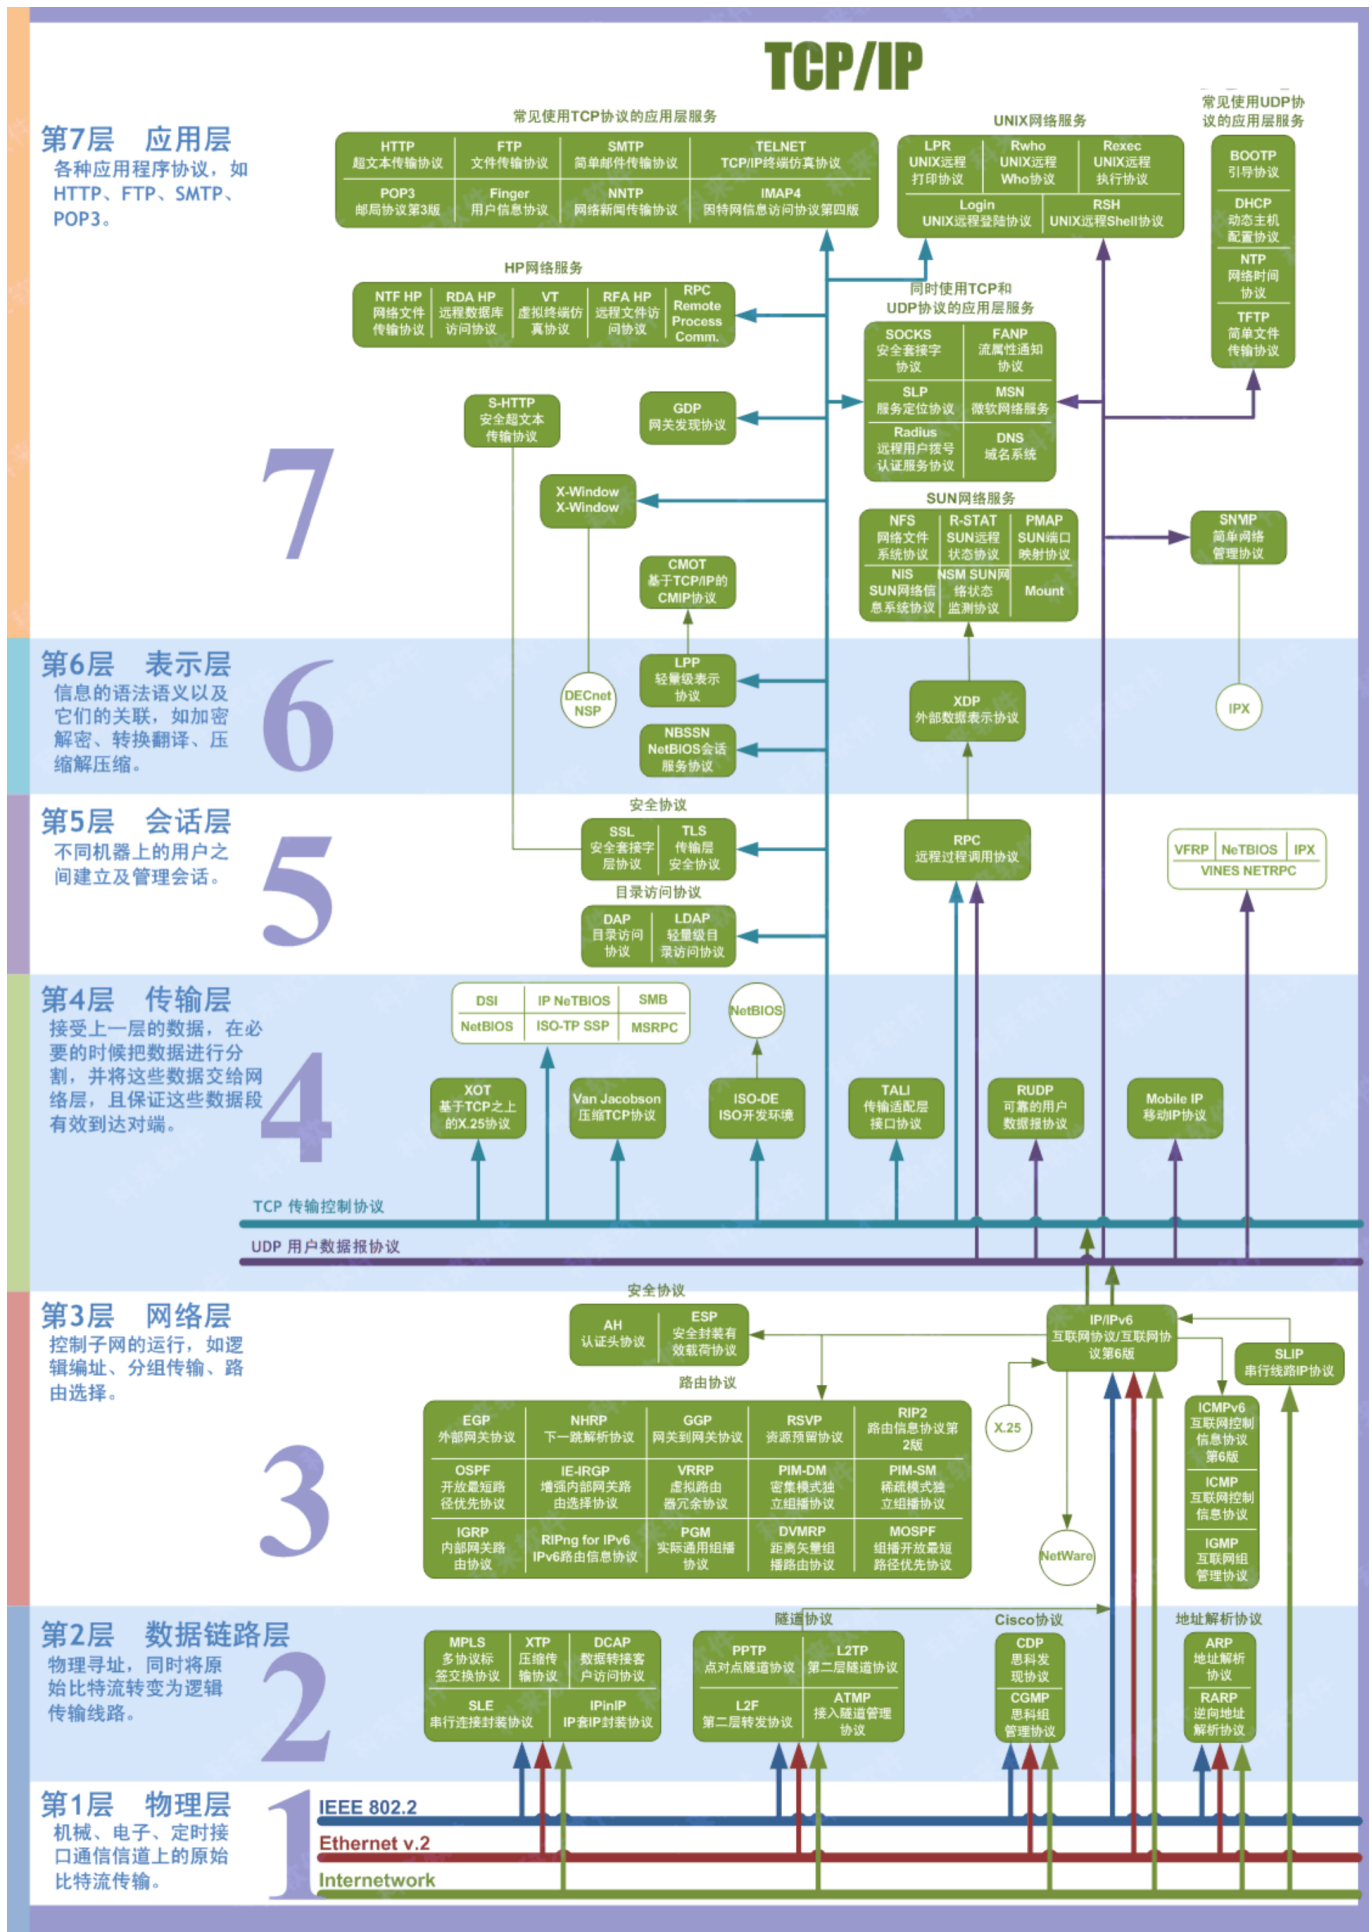 TCP/IP
第7层 应用层
各种应用程序协议，如
HTTP、FTP、SMTP、
POP3。
7
常见使用TCP协议的应用层服务
HTTP
超文本传输协议
FTP
文件传输协议
SMTP
简单邮件传输协议
TELNET
TCP/IP终端仿真协议
POP3
邮局协议第3版
Finger
用户信息协议
NNTP
网络新闻传输协议
IMAP4
因特网信息访问协议第四版
UNIX网络服务
LPR
UNIX远程
打印协议
Rwho
UNIX远程
Who协议
Rexec
UNIX远程
执行协议
Login
UNIX远程登陆协议
RSH
UNIX远程Shell协议
常见使用UDP协
议的应用层服务
BOOTP
引导协议
DHCP
动态主机
配置协议
NTP
网络时间
协议
TFTP
简单文件
传输协议
HP网络服务
NTF HP
网络文件
传输协议
RDA HP
远程数据库
访问协议
VT
虚拟终端仿
真协议
RFA HP
远程文件访
问协议
RPC
Remote
Process
Comm.
同时使用TCP和
UDP协议的应用层服务
SOCKS
安全套接字
协议
FANP
流属性通知
协议
SLP
服务定位协议
MSN
微软网络服务
Radius
远程用户拨号
认证服务协议
DNS
域名系统
S-HTTP
安全超文本
传输协议
GDP
网关发现协议
X-Window
X-Window
CMOT
基于TCP/IP的
CMIP协议
SUN网络服务
NFS
网络文件
系统协议
R-STAT
SUN远程
状态协议
PMAP
SUN端口
映射协议
NIS
SUN网络信
息系统协议
NSM SUN网
络状态
监测协议
Mount
SNMP
简单网络
管理协议
第6层 表示层
信息的语法语义以及
它们的关联，如加密
解密、转换翻译、压
缩解压缩。
6
DECnet
NSP
LPP
轻量级表示
协议
NBSSN
NetBIOS会话
服务协议
XDP
外部数据表示协议
IPX
第5层 会话层
不同机器上的用户之
间建立及管理会话。
5
安全协议
SSL
安全套接字
层协议
TLS
传输层
安全协议
目录访问协议
DAP
目录访问
协议
LDAP
轻量级目
录访问协议
RPC
远程过程调用协议
VFRP
NeTBIOS
IPX
VINES NETRPC
第4层 传输层
接受上一层的数据，在必
要的时候把数据进行分
割，并将这些数据交给网
络层，且保证这些数据段
有效到达对端。
4
DSI
IP NeTBIOS
SMB
NetBIOS
ISO-TP SSP
MSRPC
NetBIOS
XOT
基于TCP之上
的X.25协议
Van Jacobson
压缩TCP协议
ISO-DE
ISO开发环境
TALI
传输适配层
接口协议
RUDP
可靠的用户
数据报协议
Mobile IP
移动IP协议
TCP 传输控制协议
UDP 用户数据报协议
第3层 网络层
控制子网的运行，如逻
辑编址、分组传输、路
由选择。
3
安全协议
AH
认证头协议
ESP
安全封装有
效载荷协议
IP/IPv6
互联网协议/互联网协
议第6版
SLIP
串行线路IP协议
路由协议
EGP
外部网关协议
NHRP
下一跳解析协议
GGP
网关到网关协议
RSVP
资源预留协议
RIP2
路由信息协议第
2版
OSPF
开放最短路
径优先协议
IE-IRGP
增强内部网关路
由选择协议
VRRP
虚拟路由
器冗余协议
PIM-DM
密集模式独
立组播协议
PIM-SM
稀疏模式独
立组播协议
IGRP
内部网关路
由协议
RIPng for IPv6
IPv6路由信息协议
PGM
实际通用组播
协议
DVMRP
距离矢量组
播路由协议
MOSPF
组播开放最短
路径优先协议
X.25
NetWare
ICMPv6
互联网控制
信息协议
第6版
ICMP
互联网控制
信息协议
IGMP
互联网组
管理协议
第2层 数据链路层
物理寻址，同时将原
始比特流转变为逻辑
传输线路。
2
MPLS
多协议标
签交换协议
XTP
压缩传
输协议
DCAP
数据转接客
户访问协议
SLE
串行连接封装协议
IPinIP
IP套IP封装协议
隧道协议
PPTP
点对点隧道协议
L2TP
第二层隧道协议
L2F
第二层转发协议
ATMP
接入隧道管理
协议
Cisco协议
CDP
思科发
现协议
CGMP
思科组
管理协议
地址解析协议
ARP
地址解析
协议
RARP
逆向地址
解析协议
第1层 物理层
机械、电子、定时接
口通信信道上的原始
比特流传输。
1
IEEE 802.2
Ethernet v.2
Internetwork